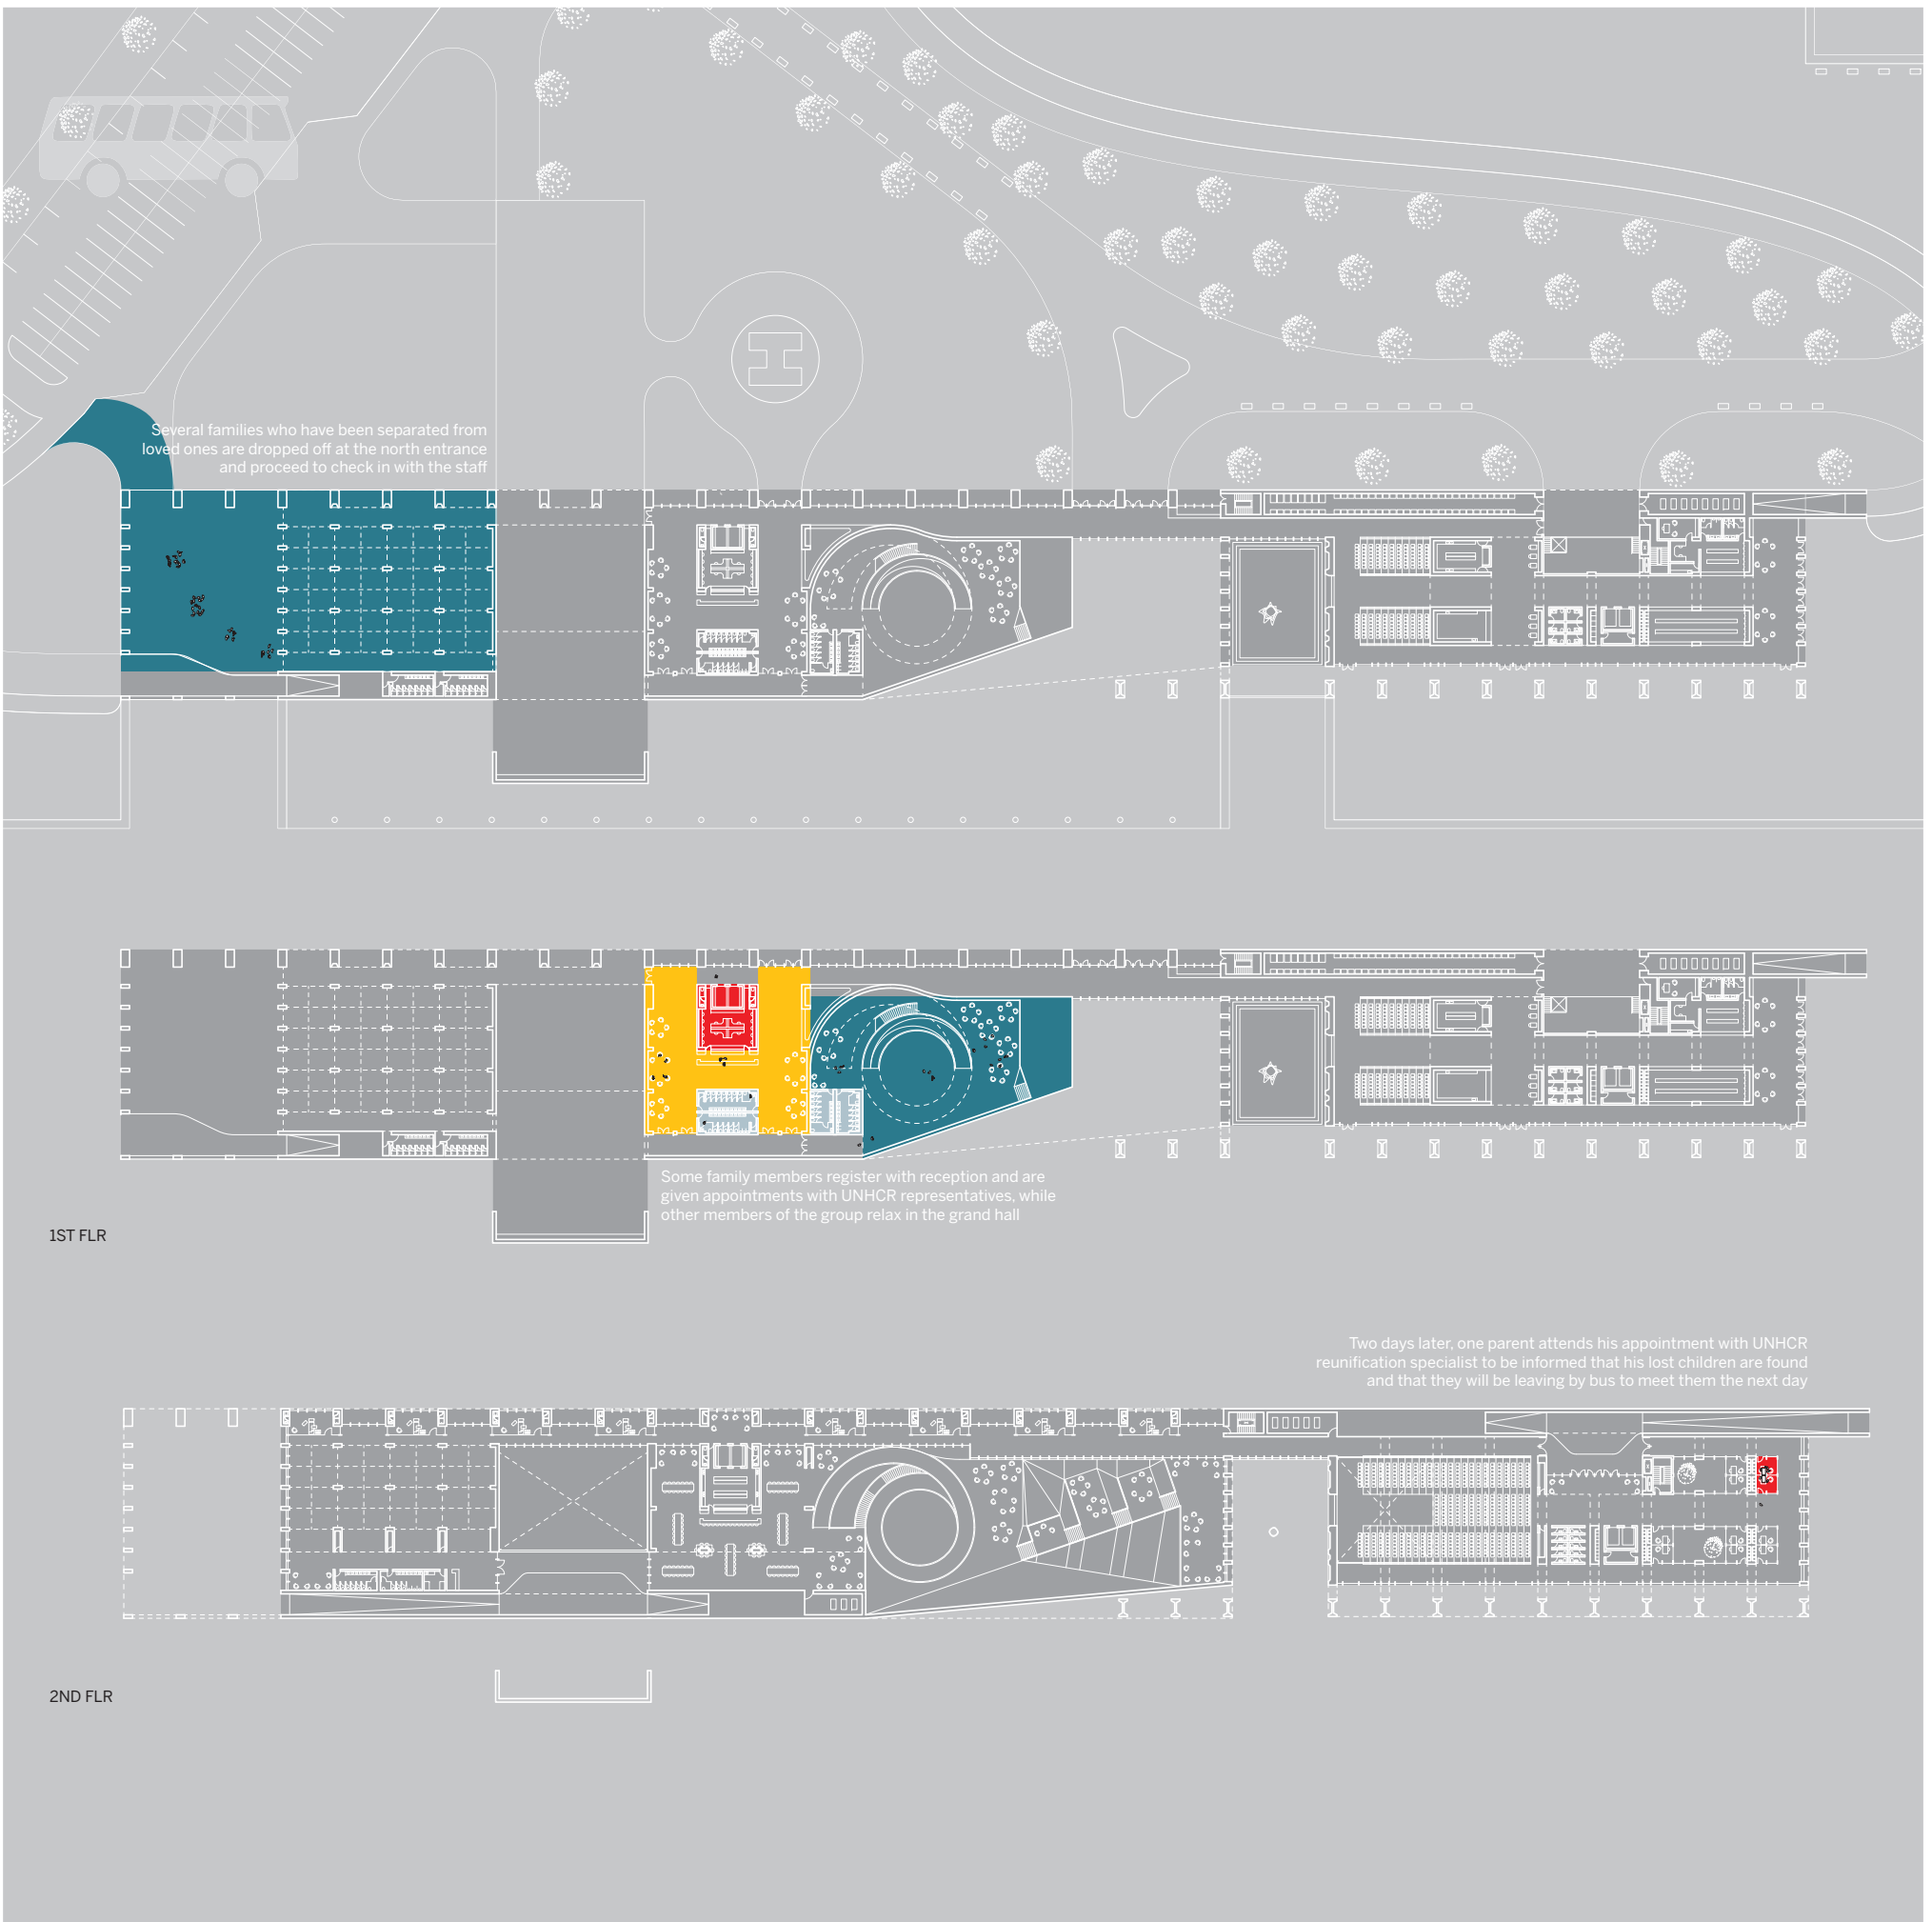 Several families who have been separated from
loved ones are dropped off at the north entrance
and proceed to check in with the staff
H
Some family members register with reception and are
given appointments with UNHCR representatives, while
other members of the group relax in the grand hall
1ST FLR
Two days later, one parent attends his appointment with UNHCR
reunification specialist to be informed that his lost children are found
and that they will be leaving by bus to meet them the next day
2ND FLR